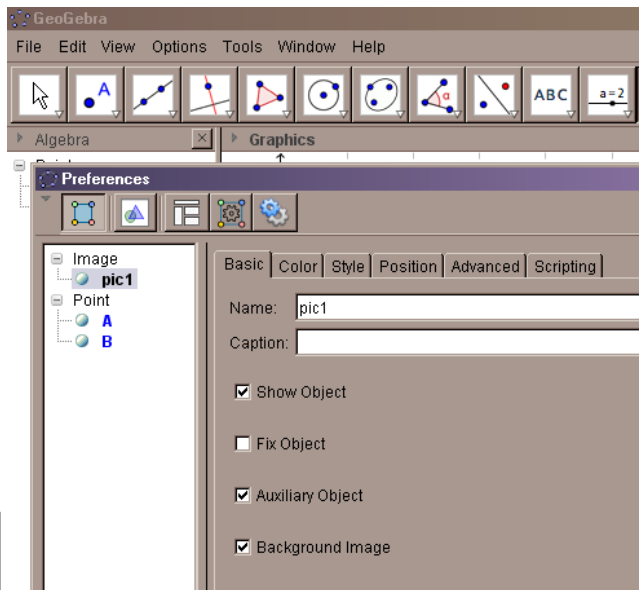 GeoGebra
File Edit View Options Tools Window Help
A α ABC a=2
Algebra Graphics
Preferences
Image
pic1
Point
A
B
Basic Color Style Position Advanced Scripting
Name: pic1
Caption:
Show Object
Fix Object
Auxiliary Object
Background Image